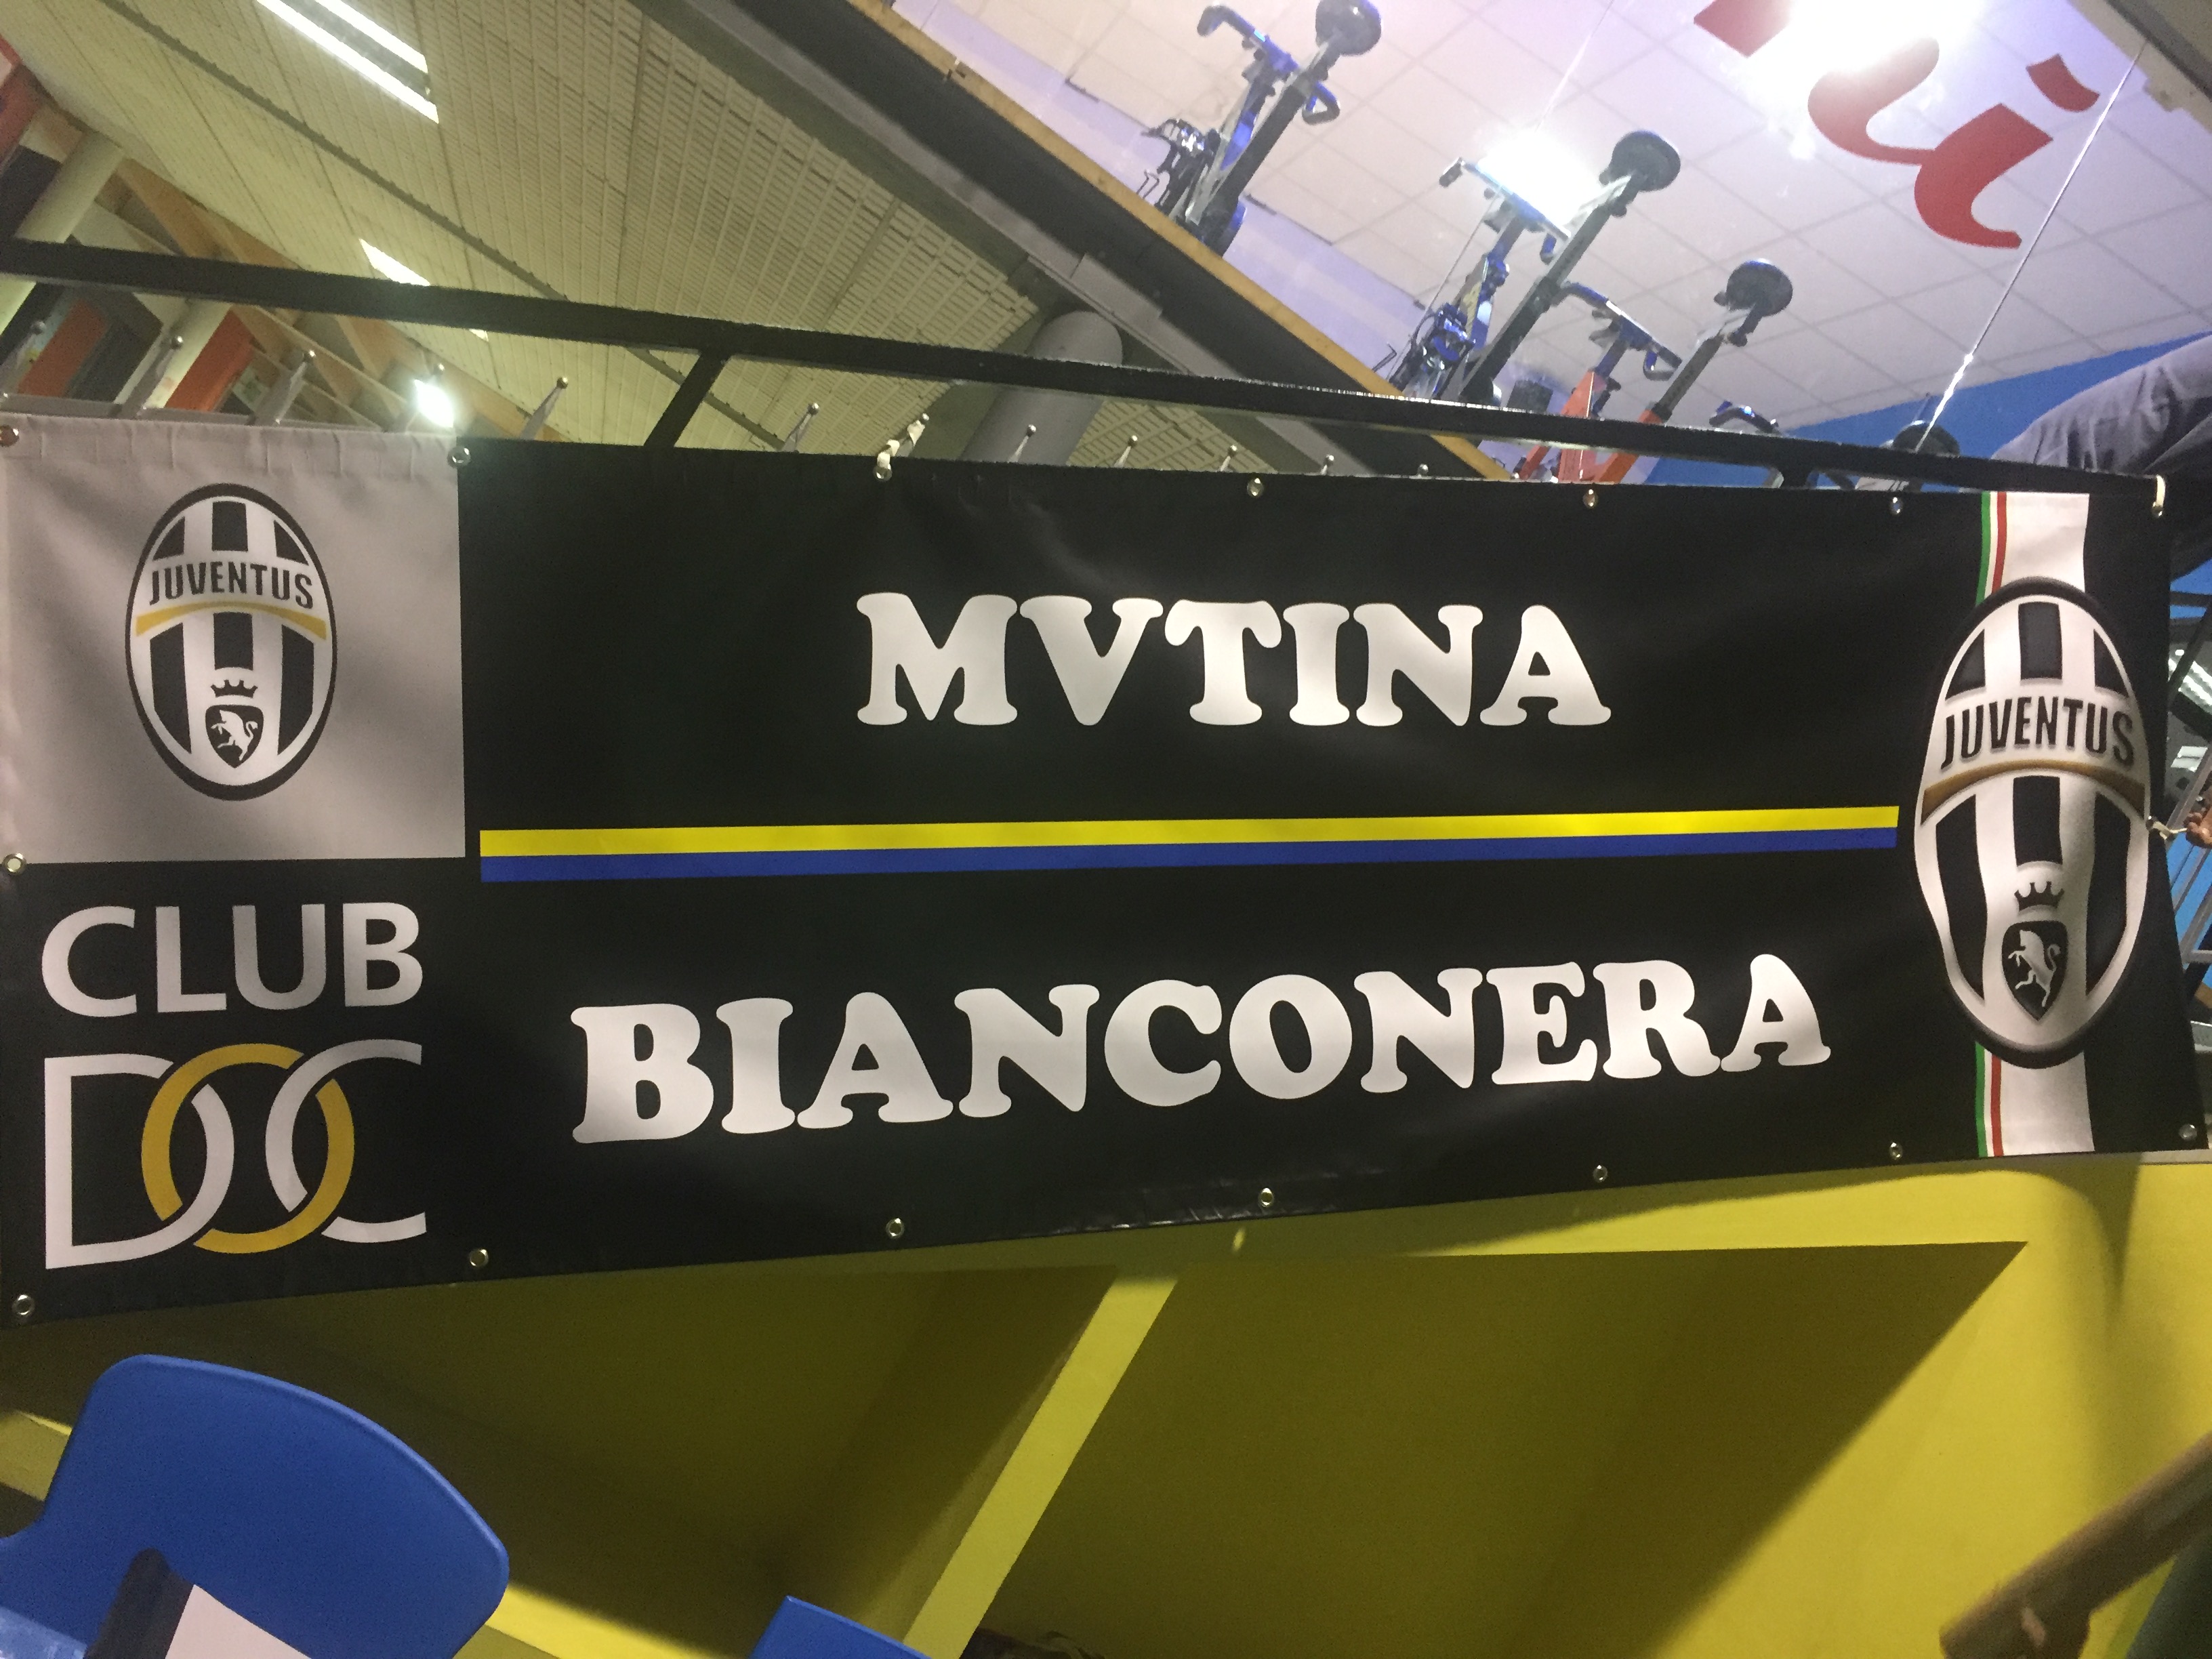 JUVENTUS
CLUB
DOC
MVTINA
BIANCONERA
JUVENTUS